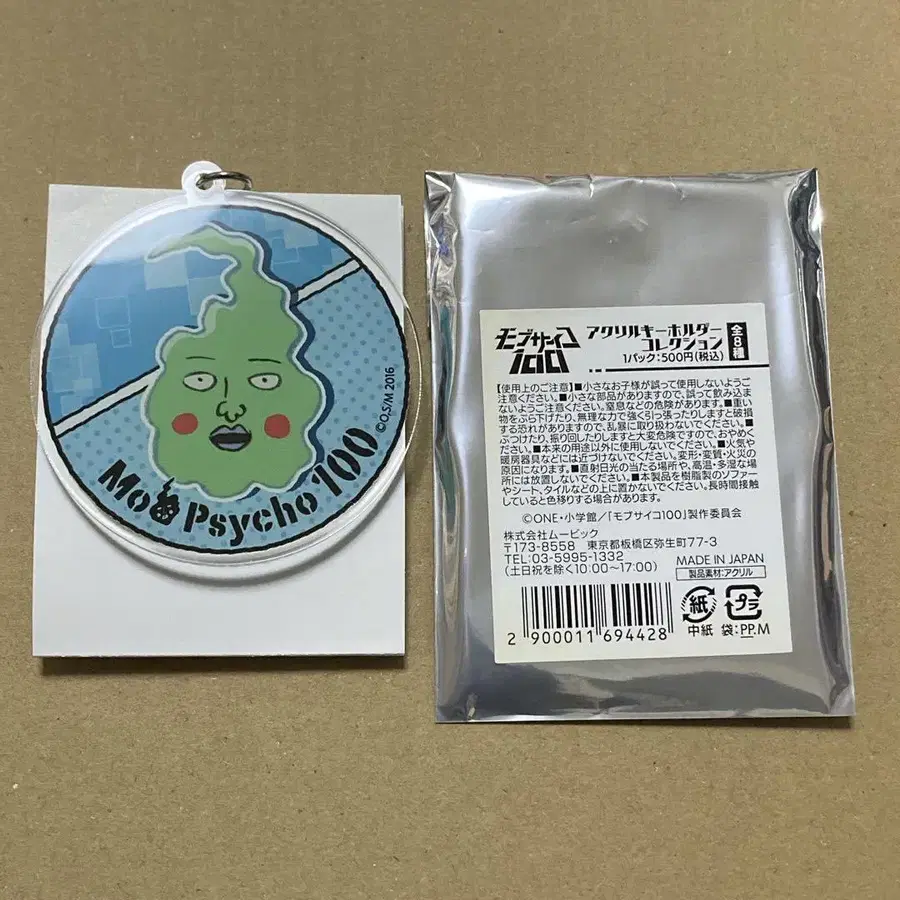 ©O,S/M 2016
Mob Psycho 100
モブサイコ100
アクリルキーホルダー
コレクション
全8種
1パック:500円(税込)
【使用上のご注意】■小さなお子様が誤って使用しないようご
注意ください。■小さな部品がありますので、誤って飲み込ま
ないようご注意ください。窒息などの危険があります。■重い
物をぶら下げたり、無理な力で強く引っ張ったりしますと破損
する恐れがありますので、乱暴に取り扱わないでください。■
ぶつけたり、振り回したりしますと大変危険ですので、おやめく
ださい。■本来の用途以外に使用しないでください。■火気や
暖房器具などには近づけないでください。変形・変質・火災の
原因になります。■直射日光の当たる場所や、高温・多湿な場
所には放置しないでください。■本製品を樹脂製のソファー
やシート、タイルなどの上に置かないでください。長時間接触
していると色移りする場合があります。
©ONE・小学館/「モブサイコ100」製作委員会
株式会社ムービック
〒173-8558 東京都板橋区弥生町77-3
TEL:03-5995-1332
(土日祝を除く10:00~17:00)
MADE IN JAPAN
製品素材:アクリル
紙 プラ
中紙 袋:PP.M
2 900011 694428